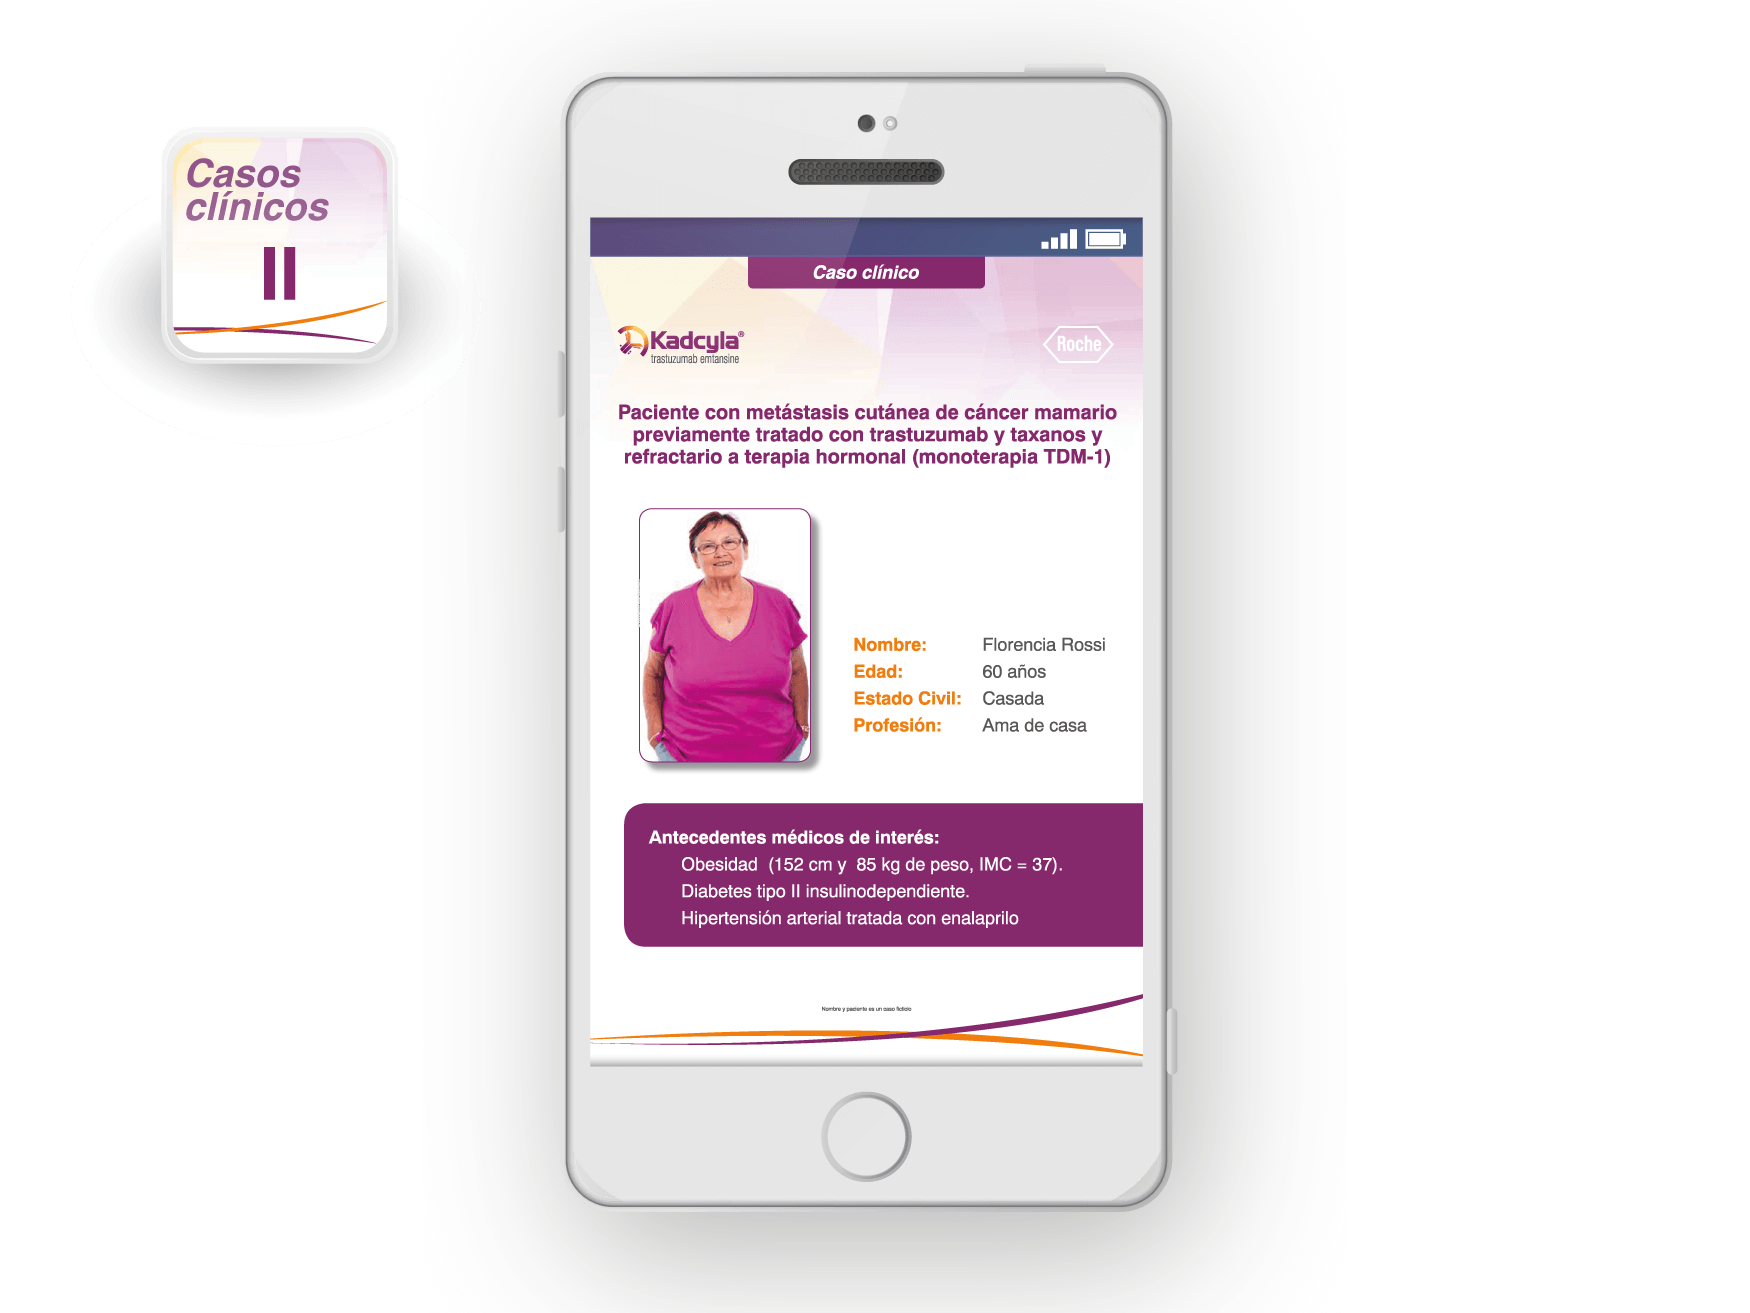 Casos
clínicos
II
Caso clínico
Kadcyla®
trastuzumab emtansine
Roche
Paciente con metástasis cutánea de cáncer mamario
previamente tratado con trastuzumab y taxanos y
refractario a terapia hormonal (monoterapia TDM-1)
Nombre: Florencia Rossi
Edad: 60 años
Estado Civil: Casada
Profesión: Ama de casa
Antecedentes médicos de interés:
Obesidad (152 cm y 85 kg de peso, IMC = 37).
Diabetes tipo II insulinodependiente.
Hipertensión arterial tratada con enalaprilo
Nombre y paciente es un caso ficticio